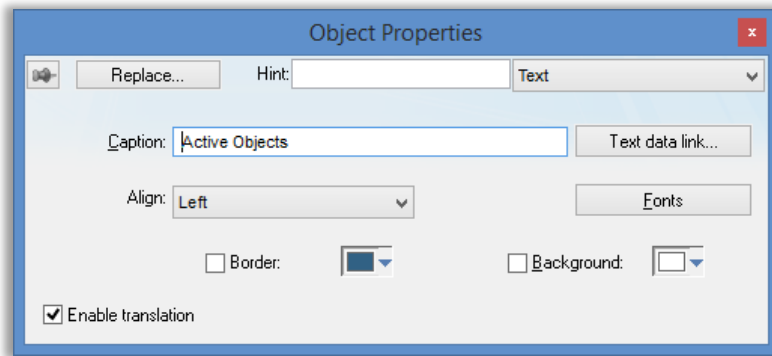 Object Properties
x
Replace... Hint: Text
Caption: Active Objects Text data link...
Align: Left Fonts
Border: Background:
Enable translation